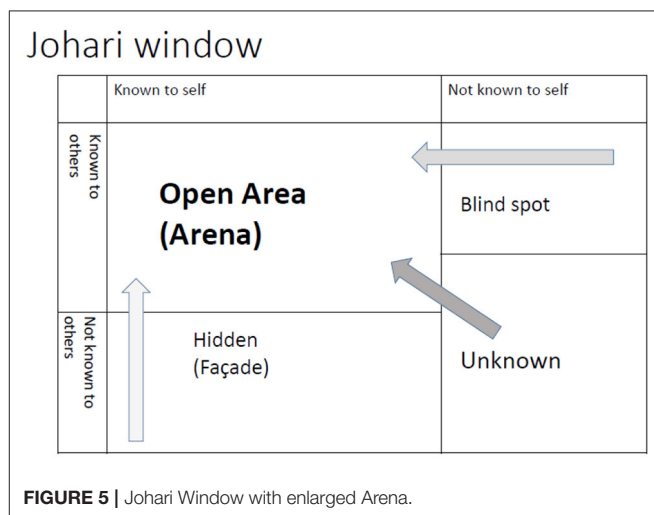 Johari window
Known to self
Not known to self
Known to
others
Open Area
(Arena)
Blind spot
Not known to
others
Hidden
(Façade)
Unknown
FIGURE 5 | Johari Window with enlarged Arena.